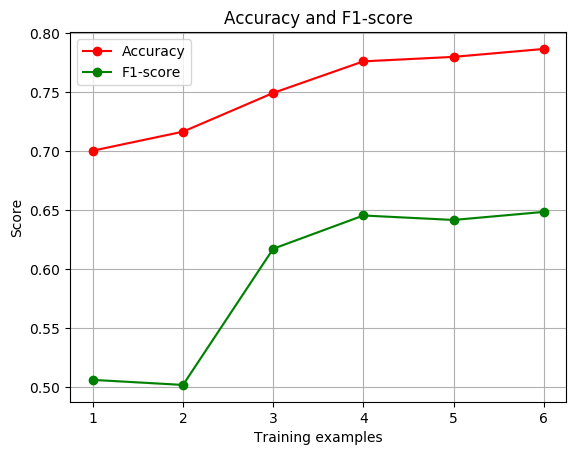 Accuracy and F1-score
Accuracy
F1-score
0.80
0.75
0.70
0.65
0.60
0.55
0.50
Score
1 2 3 4 5 6
Training examples